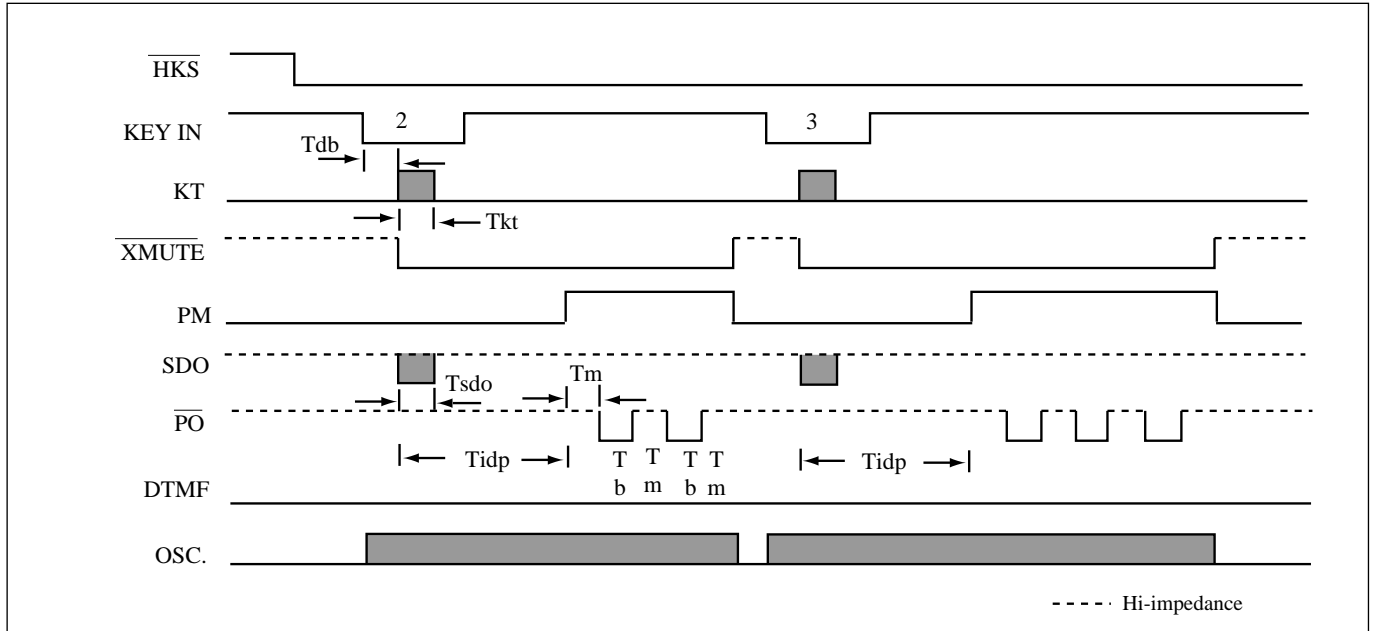 HKS
KEY IN
2
3
Tdb
KT
Tkt
XMUTE
PM
SDO
Tsdo
Tm
PO
Tidp
T
b
T
m
T
b
T
m
Tidp
DTMF
OSC.
Hi-impedance